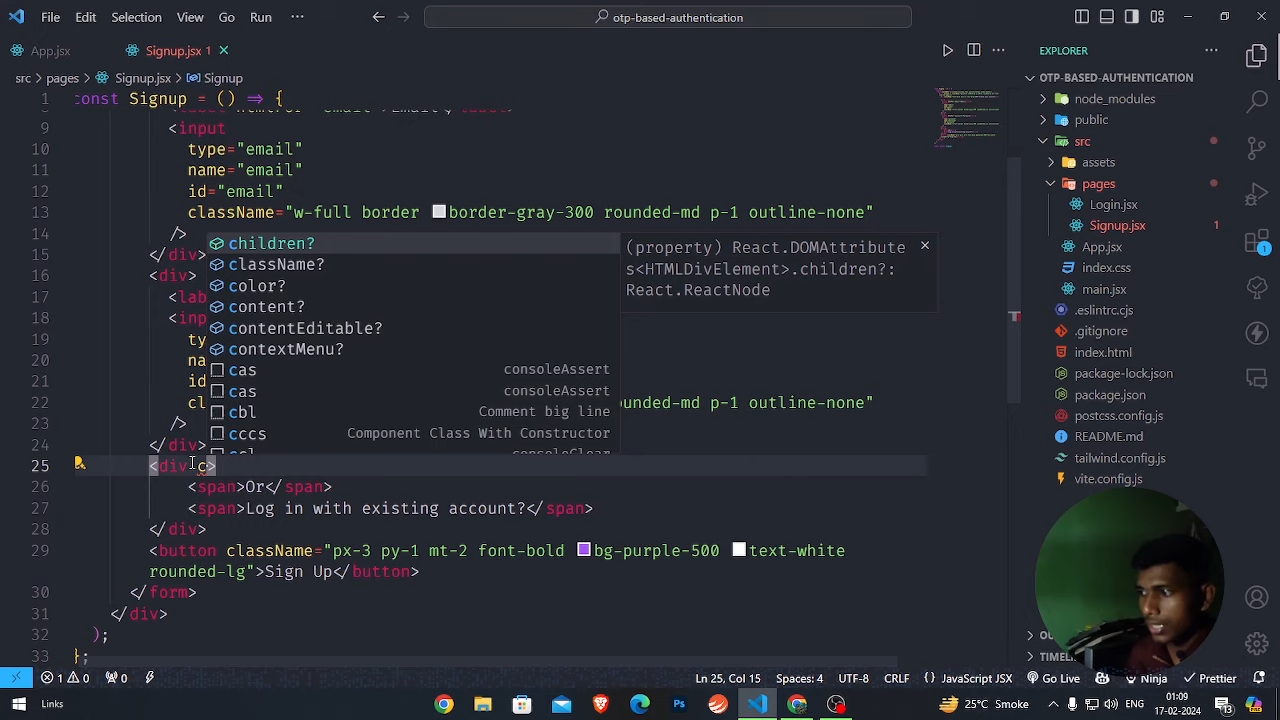 File Edit Selection View Go Run ···
otp-based-authentication
App.jsx
Signup.jsx 1
EXPLORER
src > pages > Signup.jsx > Signup
OTP-BASED-AUTHENTICATION
1 const Signup = () => {
9 <input
10 type="email"
11 name="email"
12 id="email"
13 className="w-full border border-gray-300 rounded-md p-1 outline-none"
14 />
15 </div>
16 <div>
17 <lab
18 <inp
19 ty
20 na
21 id
22 cl ounded-md p-1 outline-none"
23 />
24 </div>
25 <div c>
26 <span>Or</span>
27 <span>Log in with existing account?</span>
28 </div>
29 <button className="px-3 py-1 mt-2 font-bold bg-purple-500 text-white
rounded-lg">Sign Up</button>
30 </form>
31 </div>
32 );
33 };
children?
className?
color?
content?
contentEditable?
contextMenu?
cas consoleAssert
cas consoleAssert
cbl Comment big line
cccs Component Class With Constructor
consoleClear
(property) React.DOMAttribute
s<HTMLDivElement>.children?:
React.ReactNode
node_modules
public
src
assets
pages
Login.jsx
Signup.jsx 1
App.jsx
index.css
main.jsx
.eslintrc.cjs
.gitignore
index.html
package-lock.json
package.json
postcss.config.js
README.md
vite.config.js
OU
TIMELIN
1 0 0
Ln 25, Col 15 Spaces: 4 UTF-8 CRLF {} JavaScript JSX Go Live Ninja Prettier
Links
25°C Smoke
ENG
01:09
17-02-2024